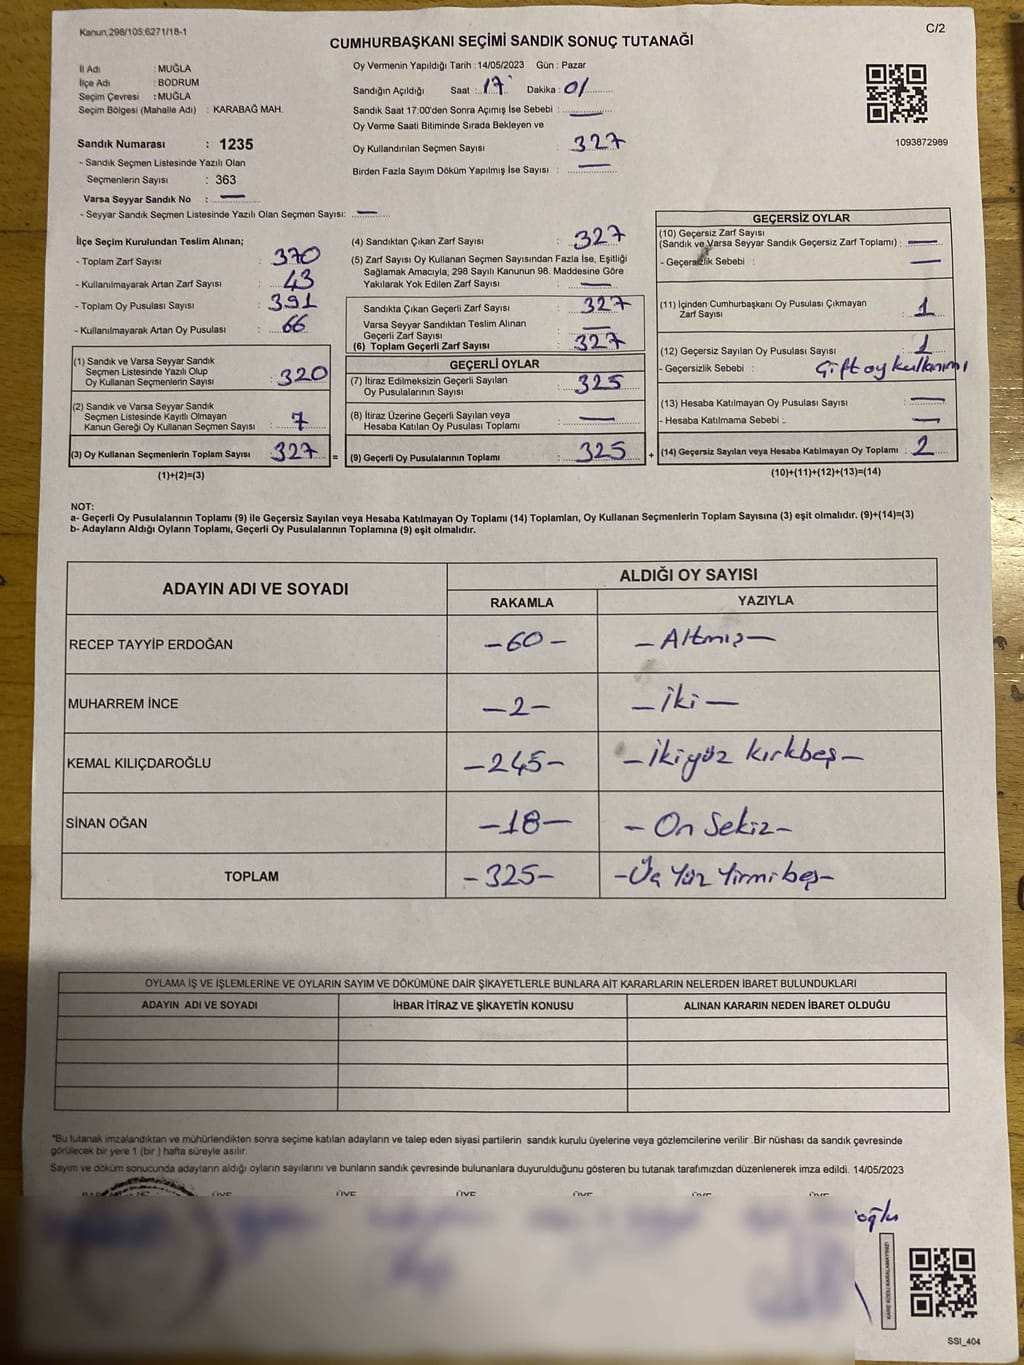 Kanun:298/105;6271/18-1
C/2
CUMHURBAŞKANI SEÇİMİ SANDIK SONUÇ TUTANAĞI
İl Adı : MUĞLA
İlçe Adı : BODRUM
Seçim Çevresi : MUĞLA
Seçim Bölgesi (Mahalle Adı) : KARABAĞ MAH.
Sandık Numarası : 1235
- Sandık Seçmen Listesinde Yazılı Olan
Seçmenlerin Sayısı : 363
Varsa Seyyar Sandık No : —
- Seyyar Sandık Seçmen Listesinde Yazılı Olan Seçmen Sayısı: —
Oy Vermenin Yapıldığı Tarih : 14/05/2023 Gün : Pazar
Sandığın Açıldığı Saat : 17 Dakika : 01
Sandık Saat 17:00'den Sonra Açımış İse Sebebi : —
Oy Verme Saati Bitiminde Sırada Bekleyen ve
Oy Kullandırılan Seçmen Sayısı : 327
Birden Fazla Sayım Döküm Yapılmış İse Sayısı : —
1093872989
İlçe Seçim Kurulundan Teslim Alınan;
- Toplam Zarf Sayısı : 370
- Kullanılmayarak Artan Zarf Sayısı : 43
- Toplam Oy Pusulası Sayısı : 391
- Kullanılmayarak Artan Oy Pusulası : 66
(1) Sandık ve Varsa Seyyar Sandık
Seçmen Listesinde Yazılı Olup
Oy Kullanan Seçmenlerin Sayısı : 320
(2) Sandık ve Varsa Seyyar Sandık
Seçmen Listesinde Kayıtlı Olmayan
Kanun Gereği Oy Kullanan Seçmen Sayısı : 7
(3) Oy Kullanan Seçmenlerin Toplam Sayısı : 327
(1)+(2)=(3)
=
(4) Sandıktan Çıkan Zarf Sayısı : 327
(5) Zarf Sayısı Oy Kullanan Seçmen Sayısından Fazla İse, Eşitliği
Sağlamak Amacıyla; 298 Sayılı Kanunun 98. Maddesine Göre
Yakılarak Yok Edilen Zarf Sayısı : —
Sandıkta Çıkan Geçerli Zarf Sayısı : 327
Varsa Seyyar Sandıktan Teslim Alınan
Geçerli Zarf Sayısı : —
(6) Toplam Geçerli Zarf Sayısı : 327
GEÇERLİ OYLAR
(7) İtiraz Edilmeksizin Geçerli Sayılan
Oy Pusulalarının Sayısı : 325
(8) İtiraz Üzerine Geçerli Sayılan veya
Hesaba Katılan Oy Pusulası Toplamı : —
(9) Geçerli Oy Pusulalarının Toplamı : 325
+
GEÇERSİZ OYLAR
(10) Geçersiz Zarf Sayısı
(Sandık ve Varsa Seyyar Sandık Geçersiz Zarf Toplamı) : —
- Geçersizlik Sebebi : —
(11) İçinden Cumhurbaşkanı Oy Pusulası Çıkmayan
Zarf Sayısı : 1
(12) Geçersiz Sayılan Oy Pusulası Sayısı : 1
- Geçersizlik Sebebi : Çift oy kullanımı
(13) Hesaba Katılmayan Oy Pusulası Sayısı : —
- Hesaba Katılmama Sebebi : —
(14) Geçersiz Sayılan veya Hesaba Katılmayan Oy Toplamı : 2
(10)+(11)+(12)+(13)=(14)
NOT:
a- Geçerli Oy Pusulalarının Toplamı (9) ile Geçersiz Sayılan veya Hesaba Katılmayan Oy Toplamı (14) Toplamları, Oy Kullanan Seçmenlerin Toplam Sayısına (3) eşit olmalıdır. (9)+(14)=(3)
b- Adayların Aldığı Oyların Toplamı, Geçerli Oy Pusulalarının Toplamına (9) eşit olmalıdır.
ADAYIN ADI VE SOYADI
ALDIĞI OY SAYISI
RAKAMLA YAZIYLA
RECEP TAYYİP ERDOĞAN -60- -Altmış-
MUHARREM İNCE -2- -İki-
KEMAL KILIÇDAROĞLU -245- -İkiyüz kırkbeş-
SİNAN OĞAN -18- -On Sekiz-
TOPLAM -325- -Üç Yüz Yirmi beş-
OYLAMA İŞ VE İŞLEMLERİNE VE OYLARIN SAYIM VE DÖKÜMÜNE DAİR ŞİKAYETLERLE BUNLARA AİT KARARLARIN NELERDEN İBARET BULUNDUKLARI
ADAYIN ADI VE SOYADI İHBAR İTİRAZ VE ŞİKAYETİN KONUSU ALINAN KARARIN NEDEN İBARET OLDUĞU
*Bu tutanak imzalandıktan ve mühürlendikten sonra seçime katılan adayların ve talep eden siyasi partilerin sandık kurulu üyelerine veya gözlemcilerine verilir .Bir nüshası da sandık çevresinde
görülecek bir yere 1 (bir ) hafta süreyle asılır.
Sayım ve döküm sonucunda adayların aldığı oyların sayılarını ve bunların sandık çevresinde bulunanlara duyurulduğunu gösteren bu tutanak tarafımızdan düzenlenerek imza edildi. 14/05/2023
ÜYE ÜYE ÜYE ÜYE ÜYE ÜYE
oğlu
SSI_404